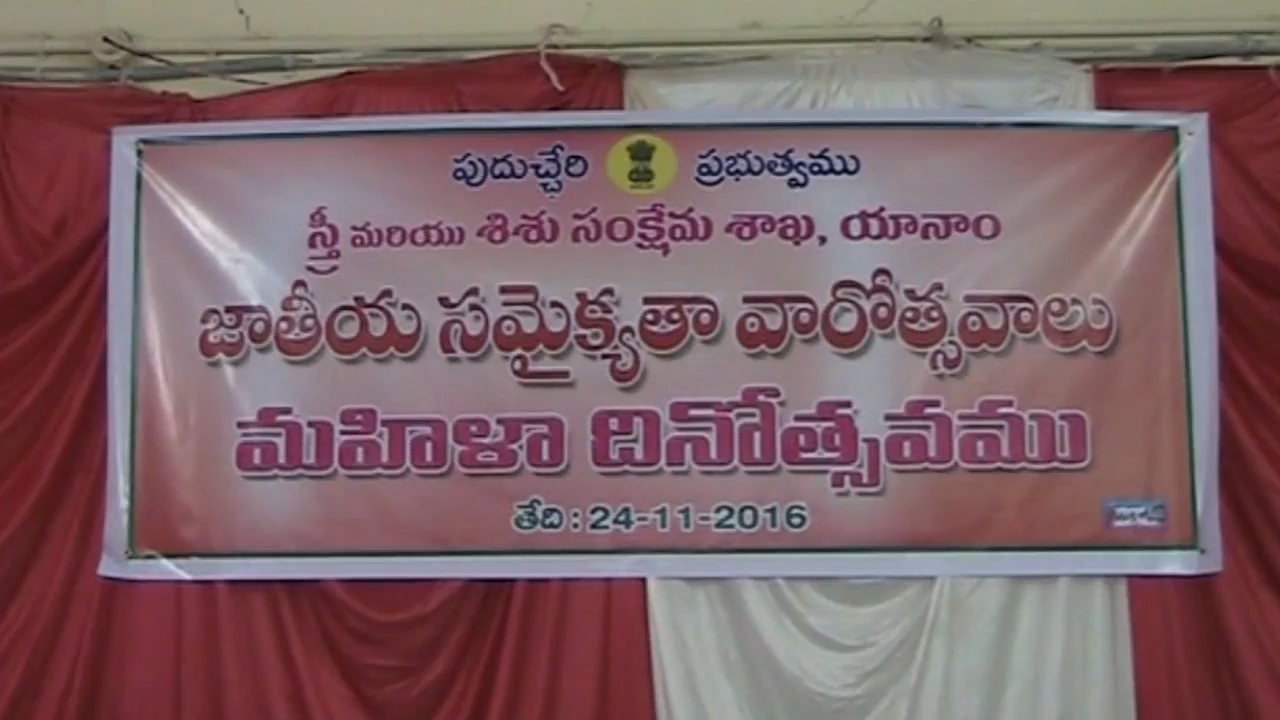 పుదుచ్చేరి ప్రభుత్వము
స్త్రీ మరియు శిశు సంక్షేమ శాఖ, యానాం
జాతీయ సమైక్యతా వారోత్సవాలు
మహిళా దినోత్సవము
తేది : 24-11-2016